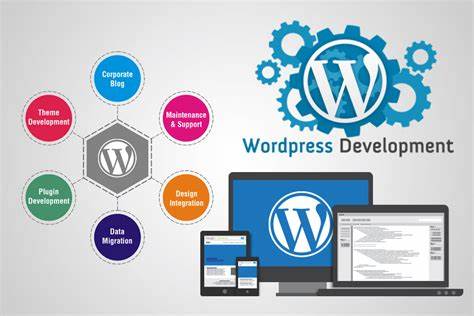 Corporate
Blog
Theme
Development
Maintenance
& Support
Plugin
Development
Design
Integration
Data
Migration
Wordpress Development